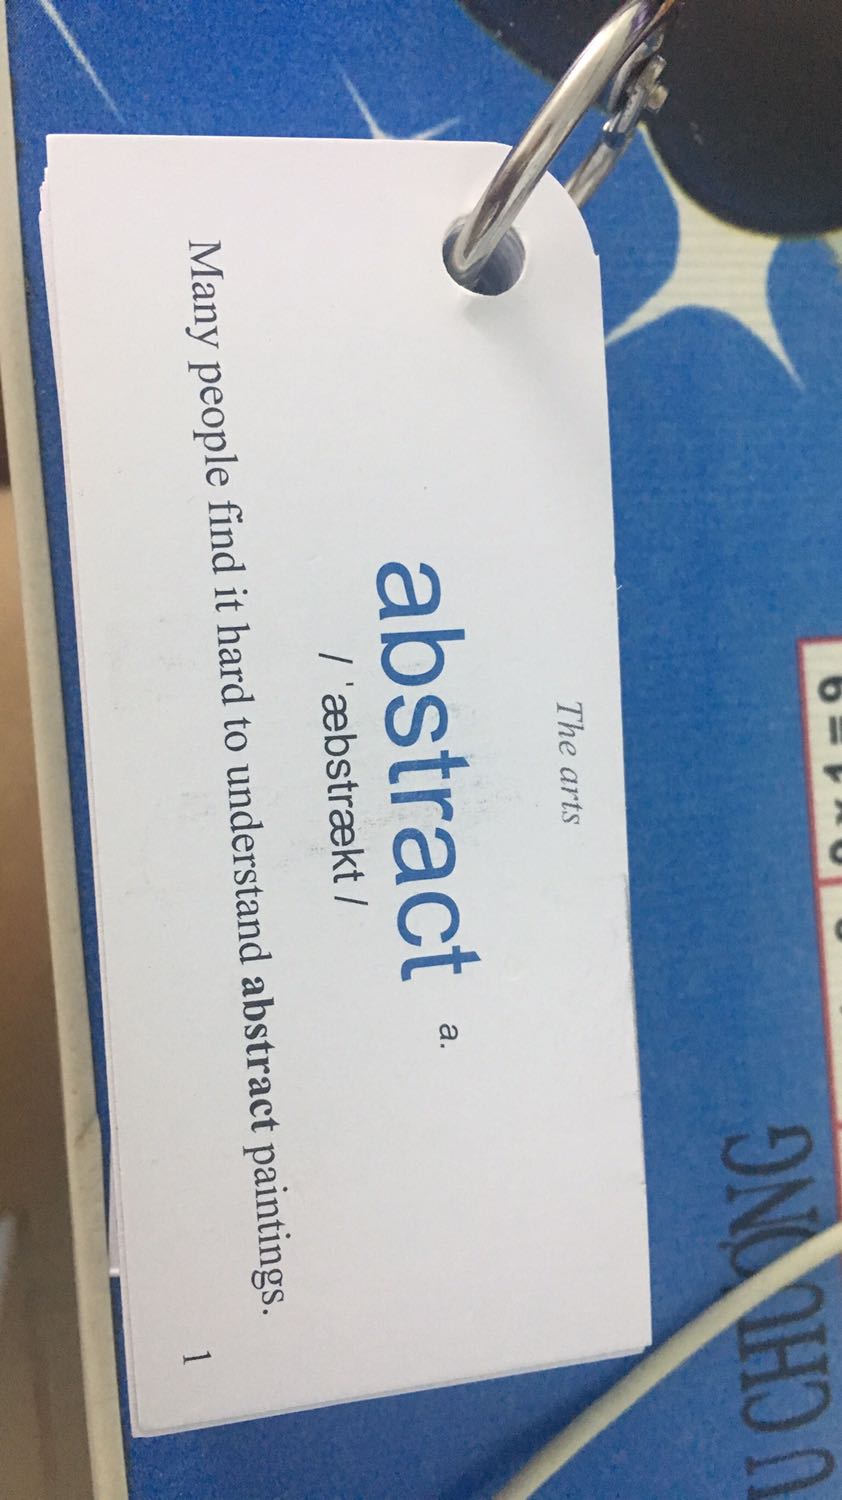 The arts
abstract a.
/ ˈæbstrækt /
Many people find it hard to understand abstract paintings.
1